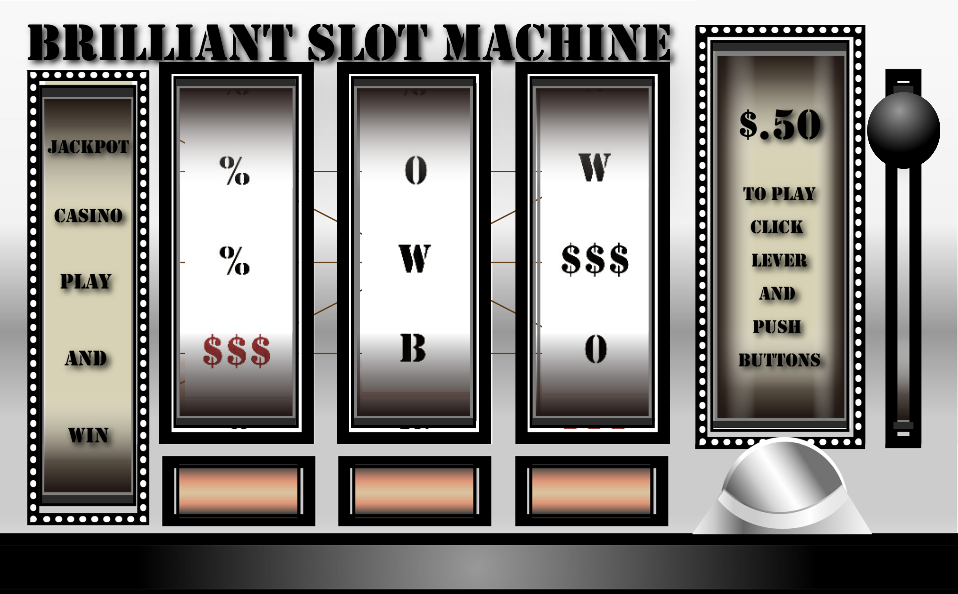 BRILLIANT SLOT MACHINE
JACKPOT
CASINO
PLAY
AND
WIN
%
%
$$$
O
W
B
W
$$$
O
$.50
TO PLAY
CLICK
LEVER
AND
PUSH
BUTTONS